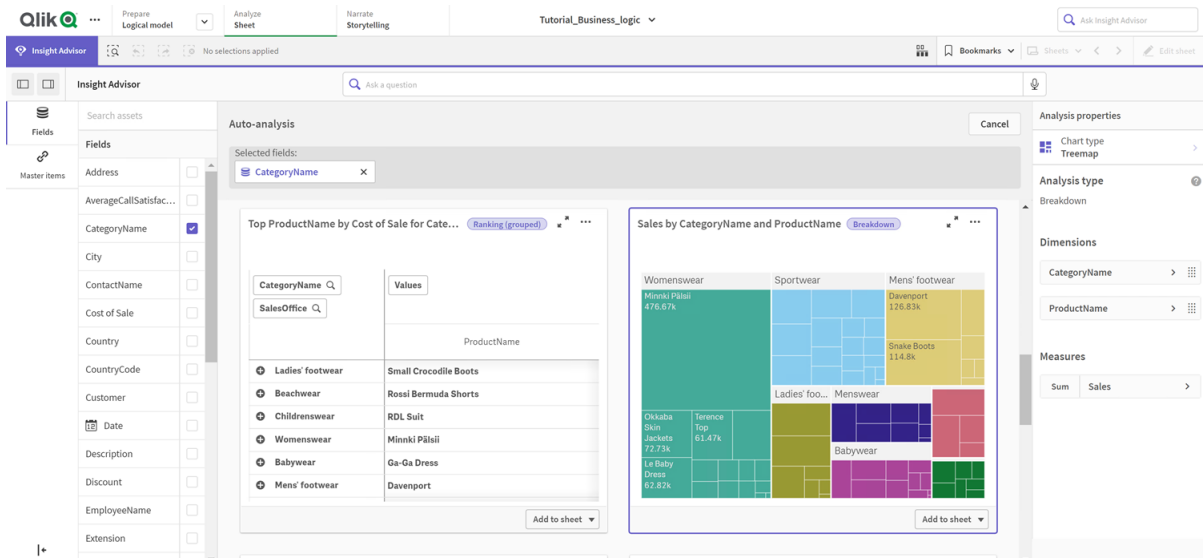 Qlik
Prepare
Logical model
Analyze
Sheet
Narrate
Storytelling
Tutorial_Business_logic
Ask Insight Advisor
Insight Advisor
No selections applied
Bookmarks
Sheets
Edit sheet
Insight Advisor
Ask a question
Fields
Master items
Search assets
Fields
Address
AverageCallSatisfac...
CategoryName
City
ContactName
Cost of Sale
Country
CountryCode
Customer
Date
Description
Discount
EmployeeName
Extension
Auto-analysis
Cancel
Selected fields:
CategoryName
Top ProductName by Cost of Sale for Cate...
Ranking (grouped)
CategoryName
Values
SalesOffice
ProductName
Ladies' footwear Small Crocodile Boots
Beachwear Rossi Bermuda Shorts
Childrenswear RDL Suit
Womenswear Minnki Pälsii
Babywear Ga-Ga Dress
Mens' footwear Davenport
Add to sheet
Sales by CategoryName and ProductName
Breakdown
Womenswear
Minnki Pälsii
476.67k
Okkaba
Skin
Jackets
72.73k
Terence
Top
61.47k
Le Baby
Dress
62.82k
Sportwear
Mens' footwear
Davenport
126.83k
Snake Boots
114.8k
Ladies' foo...
Menswear
Babywear
Add to sheet
Analysis properties
Chart type
Treemap
Analysis type
Breakdown
Dimensions
CategoryName
ProductName
Measures
Sum Sales